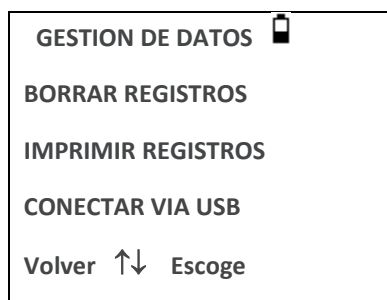 GESTION DE DATOS
BORRAR REGISTROS
IMPRIMIR REGISTROS
CONECTAR VIA USB
Volver ↑↓ Escoge